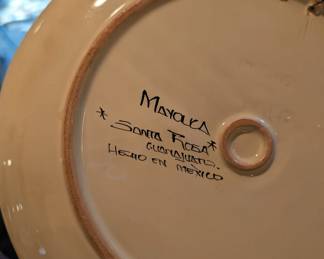 MAYOLKA
* SANTA ROSA *
GUANAJUATO.
HECHO EN MEXICO